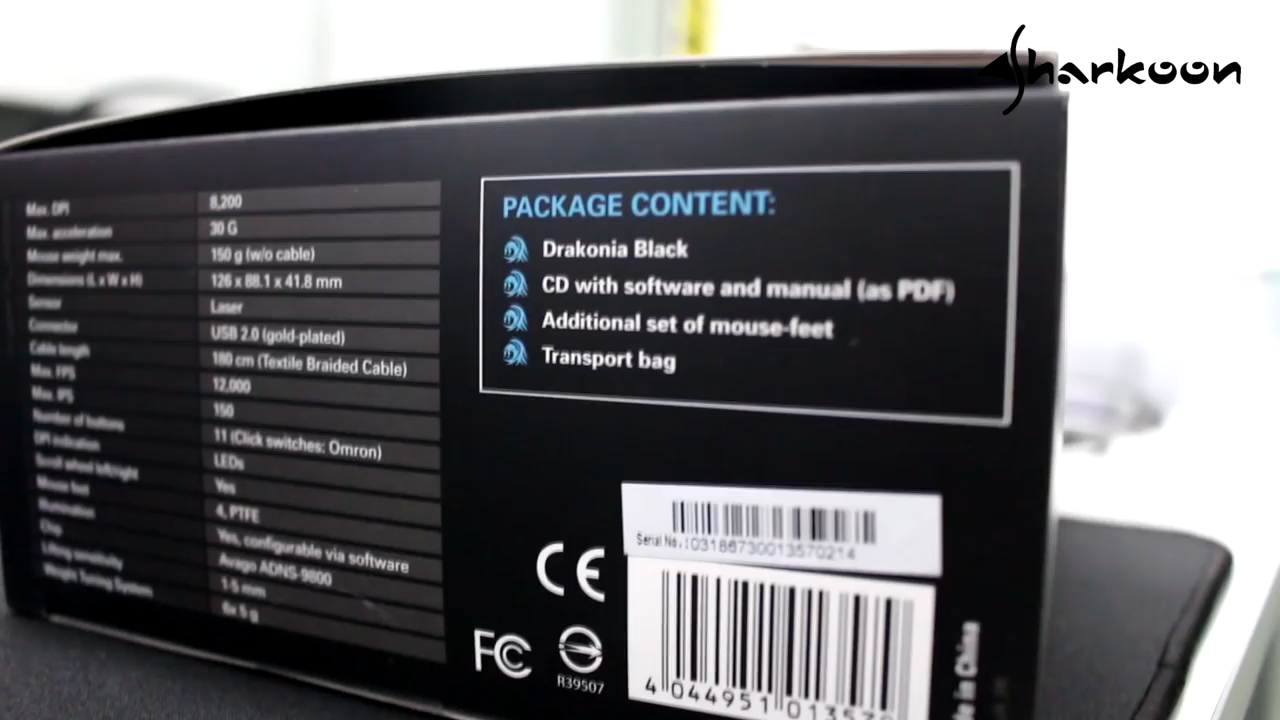 Sharkoon
Max. DPI 8,200
Max. acceleration 30 G
Mouse weight max. 150 g (w/o cable)
Dimensions (L x W x H) 126 x 88.1 x 41.8 mm
Sensor Laser
Connector USB 2.0 (gold-plated)
Cable length 180 cm (Textile Braided Cable)
Max. FPS 12,000
Max. IPS 150
Number of buttons 11 (Click switches: Omron)
DPI indication LEDs
Scroll wheel left/right Yes
Mouse feet 4, PTFE
Illumination Yes, configurable via software
Chip Avago ADNS-9800
Lifting sensitivity 1-5 mm
Weight Tuning System 6x 5 g
PACKAGE CONTENT:
Drakonia Black
CD with software and manual (as PDF)
Additional set of mouse-feet
Transport bag
Serial No.:
CE
FC
R39507
4 044951 01357
in China